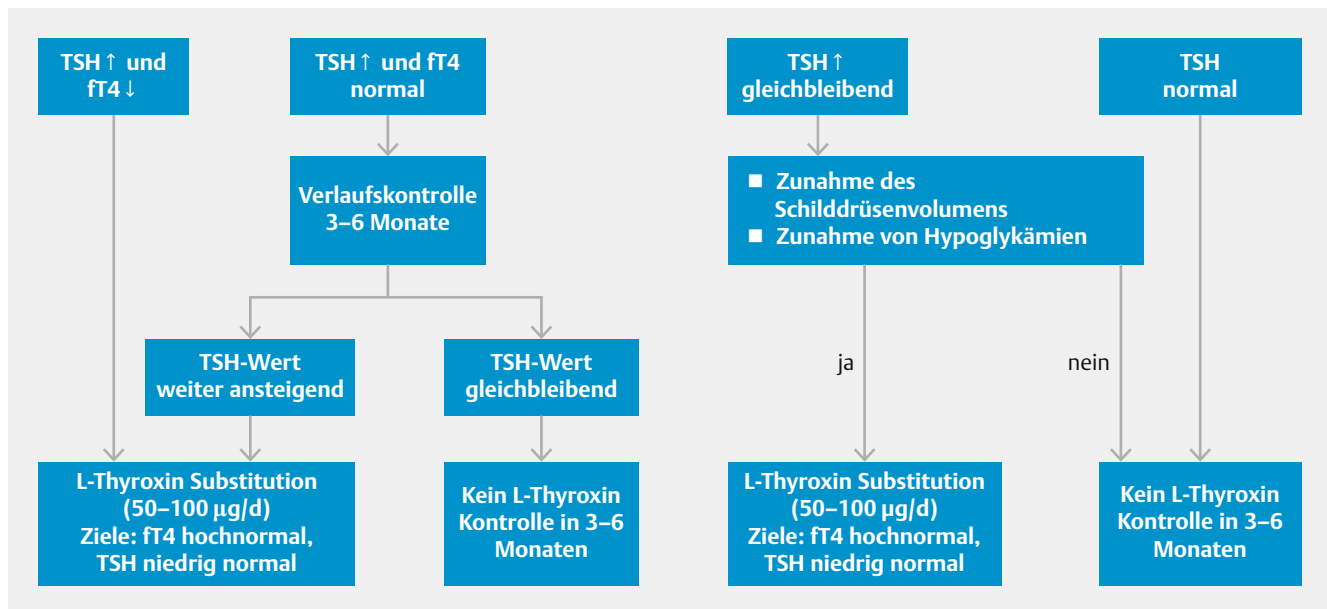 TSH ↑ und
fT4 ↓
TSH ↑ und fT4
normal
TSH ↑
gleichbleibend
TSH
normal
Verlaufskontrolle
3–6 Monate
■ Zunahme des
Schilddrüsenvolumens
■ Zunahme von Hypoglykämien
TSH-Wert
weiter ansteigend
TSH-Wert
gleichbleibend
ja
nein
L-Thyroxin Substitution
(50–100 µg/d)
Ziele: fT4 hochnormal,
TSH niedrig normal
Kein L-Thyroxin
Kontrolle in 3–6
Monaten
L-Thyroxin Substitution
(50–100 µg/d)
Ziele: fT4 hochnormal,
TSH niedrig normal
Kein L-Thyroxin
Kontrolle in 3–6
Monaten